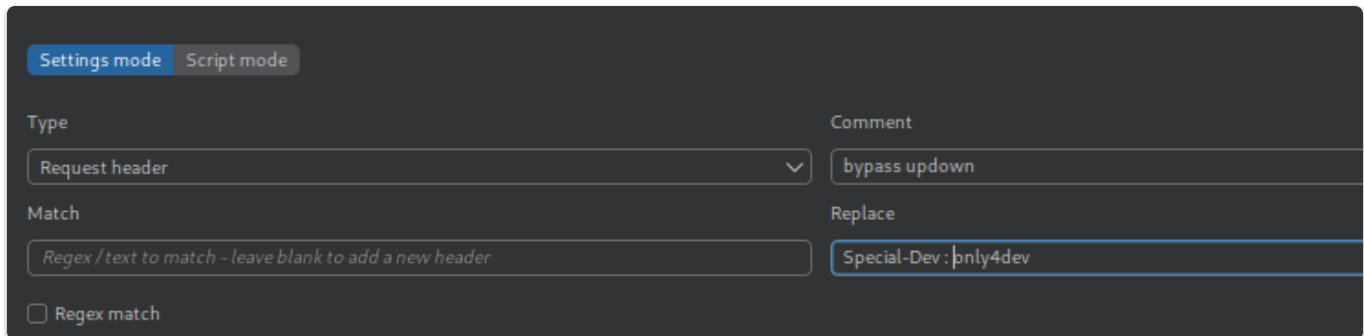 Settings mode Script mode
Type
Comment
Request header
bypass updown
Match
Replace
Regex / text to match - leave blank to add a new header
Special-Dev : only4dev
Regex match